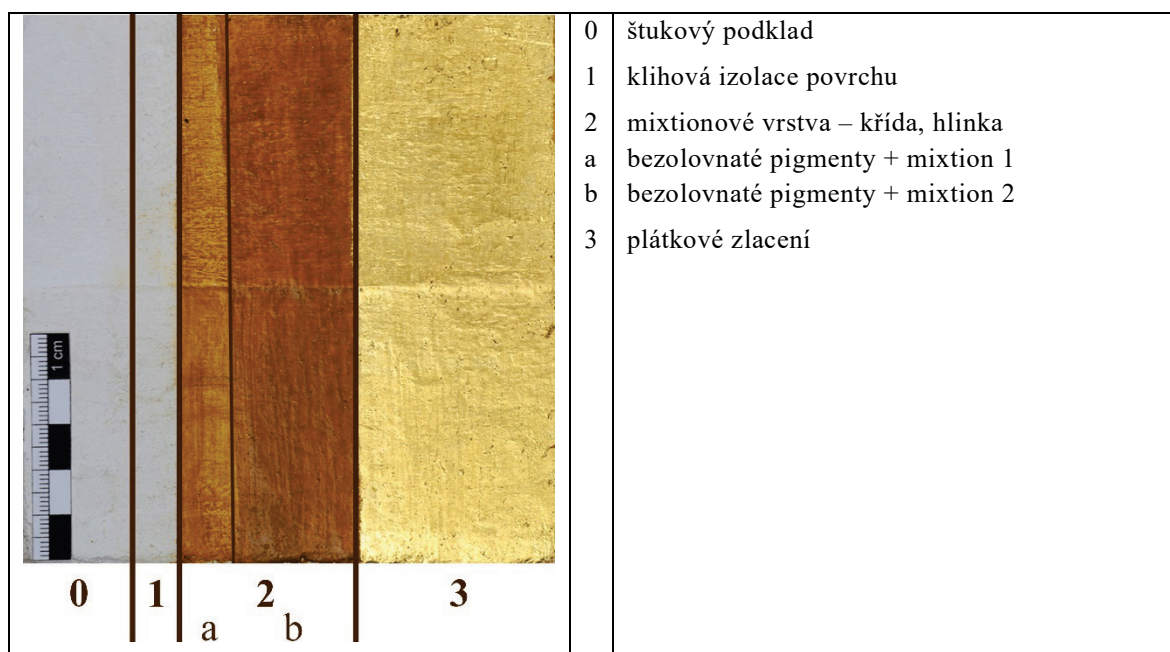 0 štukový podklad
1 klihová izolace povrchu
2 mixtionové vrstva – křída, hlinka
a bezolovnaté pigmenty + mixtion 1
b bezolovnaté pigmenty + mixtion 2
3 plátkové zlacení
1 cm
0 1 2 3
a b